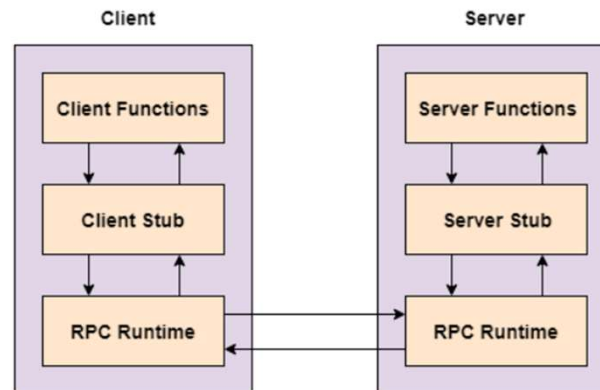 Client
Server
Client Functions
Server Functions
Client Stub
Server Stub
RPC Runtime
RPC Runtime